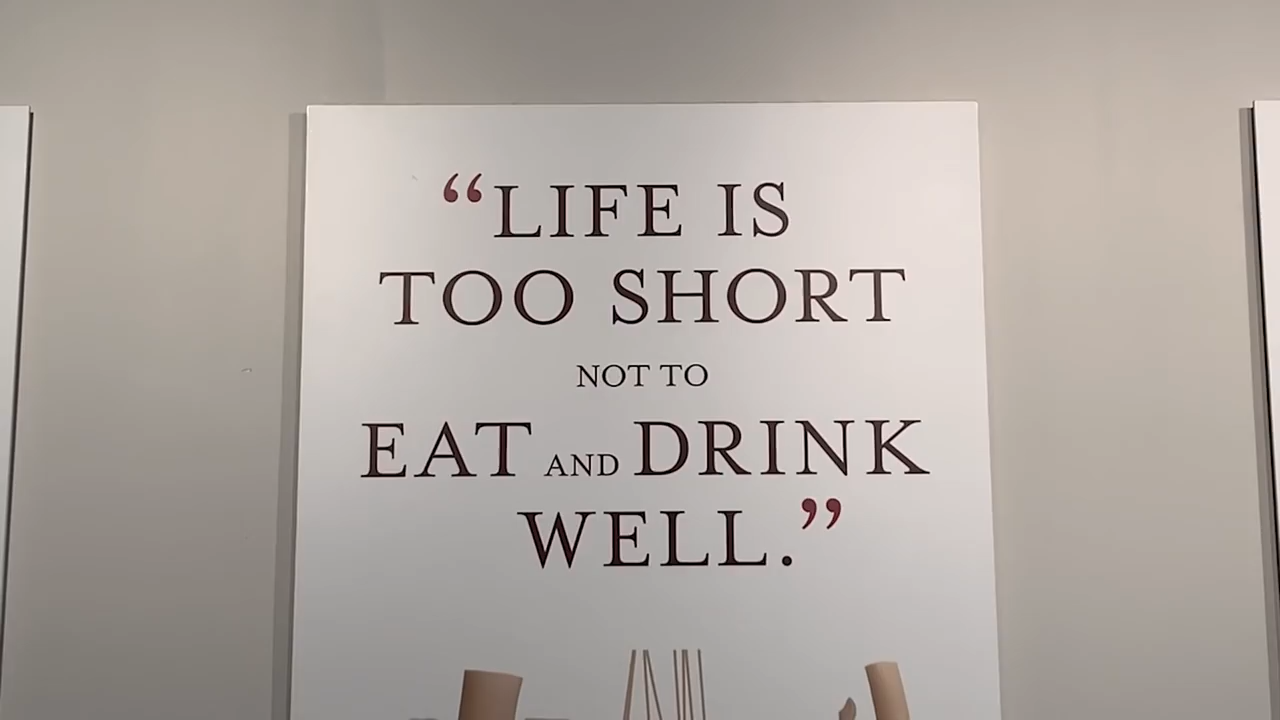 “LIFE IS
TOO SHORT
NOT TO
EAT AND DRINK
WELL.”